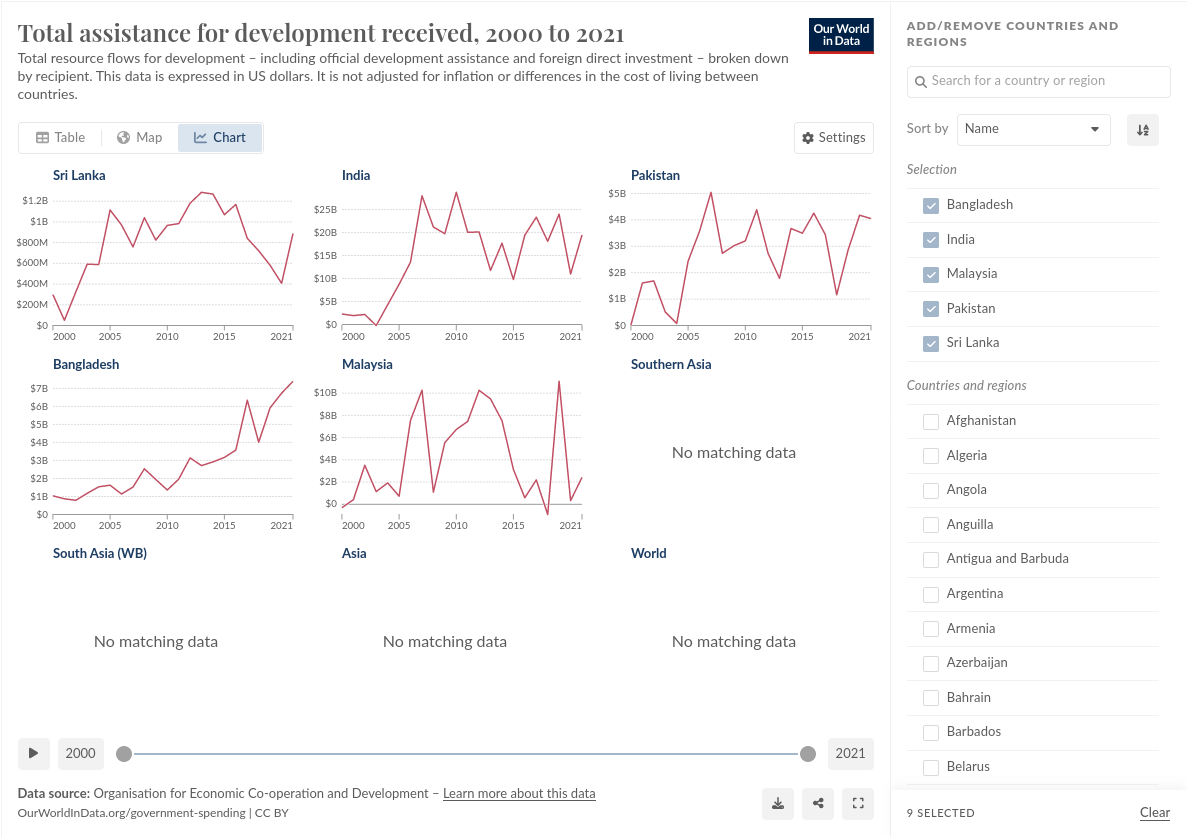 Total assistance for development received, 2000 to 2021
Total resource flows for development – including official development assistance and foreign direct investment – broken down
by recipient. This data is expressed in US dollars. It is not adjusted for inflation or differences in the cost of living between
countries.
Our World
in Data
Table
Map
Chart
Settings
Sri Lanka
$1.2B
$1B
$800M
$600M
$400M
$200M
$0
2000 2005 2010 2015 2021
India
$25B
$20B
$15B
$10B
$5B
$0
2000 2005 2010 2015 2021
Pakistan
$5B
$4B
$3B
$2B
$1B
$0
2000 2005 2010 2015 2021
Bangladesh
$7B
$6B
$5B
$4B
$3B
$2B
$1B
$0
2000 2005 2010 2015 2021
Malaysia
$10B
$8B
$6B
$4B
$2B
$0
2000 2005 2010 2015 2021
Southern Asia
No matching data
South Asia (WB)
No matching data
Asia
No matching data
World
No matching data
2000
2021
Data source: Organisation for Economic Co-operation and Development – Learn more about this data
OurWorldInData.org/government-spending | CC BY
ADD/REMOVE COUNTRIES AND
REGIONS
Search for a country or region
Sort by
Name
Selection
Bangladesh
India
Malaysia
Pakistan
Sri Lanka
Countries and regions
Afghanistan
Algeria
Angola
Anguilla
Antigua and Barbuda
Argentina
Armenia
Azerbaijan
Bahrain
Barbados
Belarus
9 SELECTED
Clear